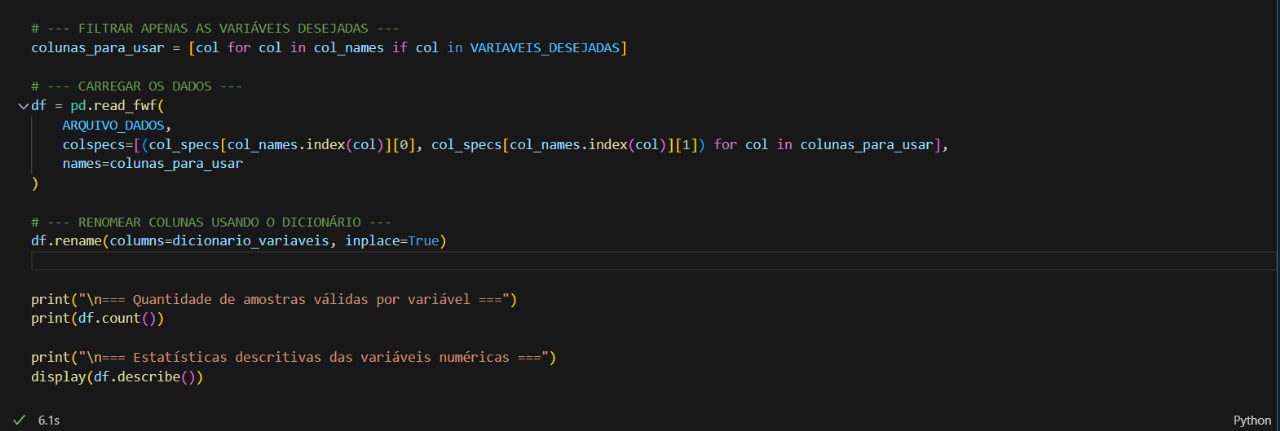 # --- FILTRAR APENAS AS VARIÁVEIS DESEJADAS ---
colunas_para_usar = [col for col in col_names if col in VARIAVEIS_DESEJADAS]
# --- CARREGAR OS DADOS ---
df = pd.read_fwf(
    ARQUIVO_DADOS,
    colspecs=[(col_specs[col_names.index(col)][0], col_specs[col_names.index(col)][1]) for col in colunas_para_usar],
    names=colunas_para_usar
)
# --- RENOMEAR COLUNAS USANDO O DICIONÁRIO ---
df.rename(columns=dicionario_variaveis, inplace=True)
print("\n=== Quantidade de amostras válidas por variável ===")
print(df.count())
print("\n=== Estatísticas descritivas das variáveis numéricas ===")
display(df.describe())
6.1s
Python